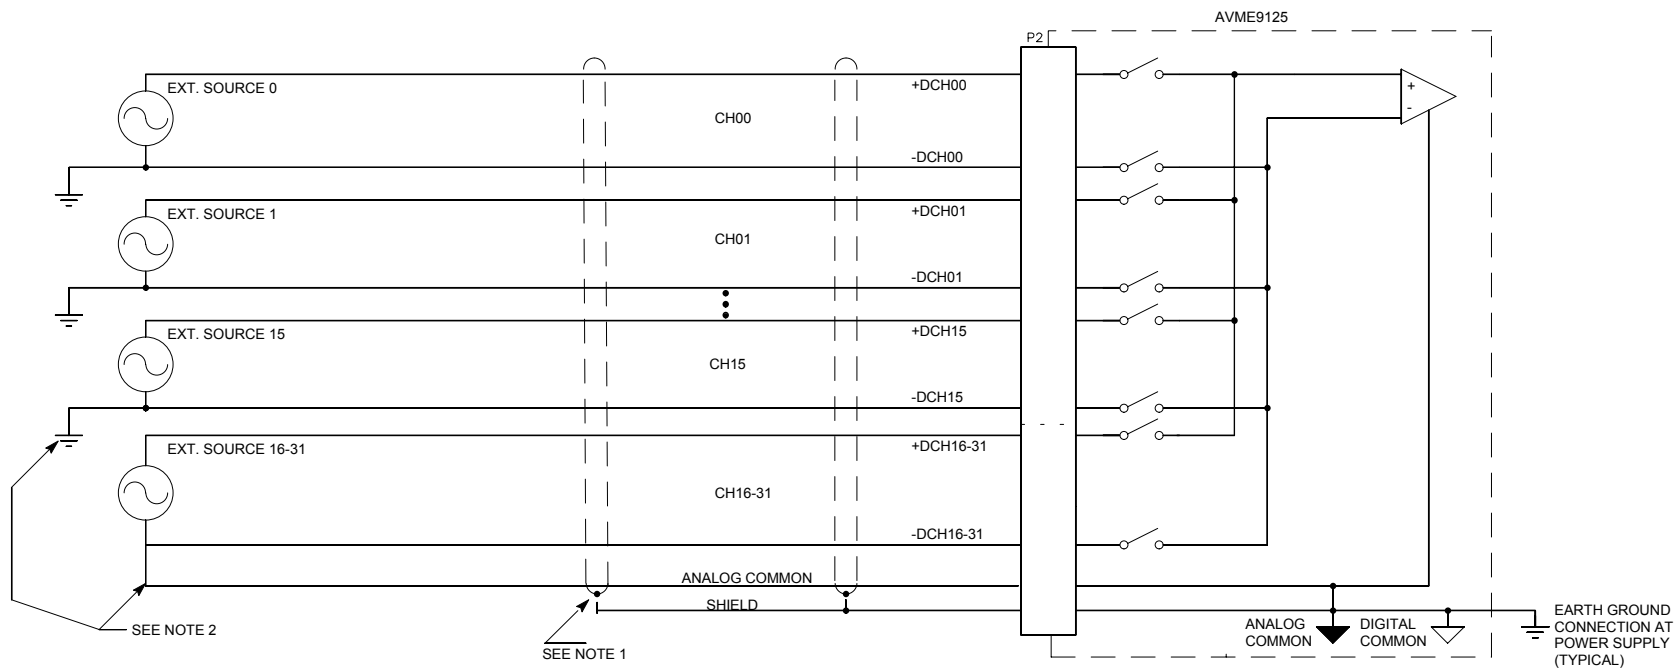 AVME9125
P2
EXT. SOURCE 0
+DCH00
+
-
CH00
-DCH00
EXT. SOURCE 1
+DCH01
CH01
-DCH01
EXT. SOURCE 15
+DCH15
CH15
-DCH15
EXT. SOURCE 16-31
+DCH16-31
CH16-31
-DCH16-31
ANALOG COMMON
SHIELD
SEE NOTE 2
SEE NOTE 1
ANALOG
COMMON
DIGITAL
COMMON
EARTH GROUND
CONNECTION AT
POWER SUPPLY
(TYPICAL)